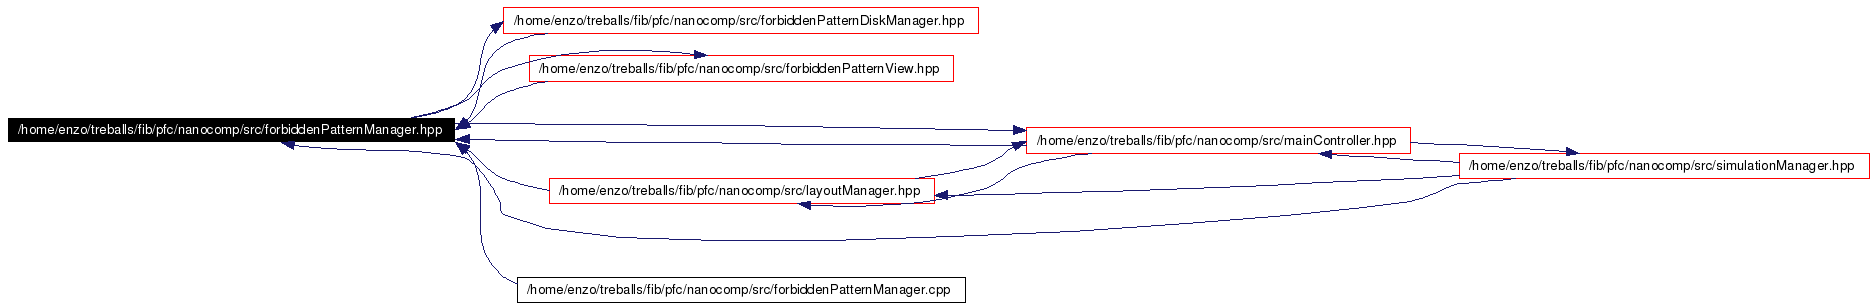 /home/enzo/treballs/fib/pfc/nanocomp/src/forbiddenPatternDiskManager.hpp
/home/enzo/treballs/fib/pfc/nanocomp/src/forbiddenPatternView.hpp
/home/enzo/treballs/fib/pfc/nanocomp/src/forbiddenPatternManager.hpp
/home/enzo/treballs/fib/pfc/nanocomp/src/mainController.hpp
/home/enzo/treballs/fib/pfc/nanocomp/src/simulationManager.hpp
/home/enzo/treballs/fib/pfc/nanocomp/src/layoutManager.hpp
/home/enzo/treballs/fib/pfc/nanocomp/src/forbiddenPatternManager.cpp